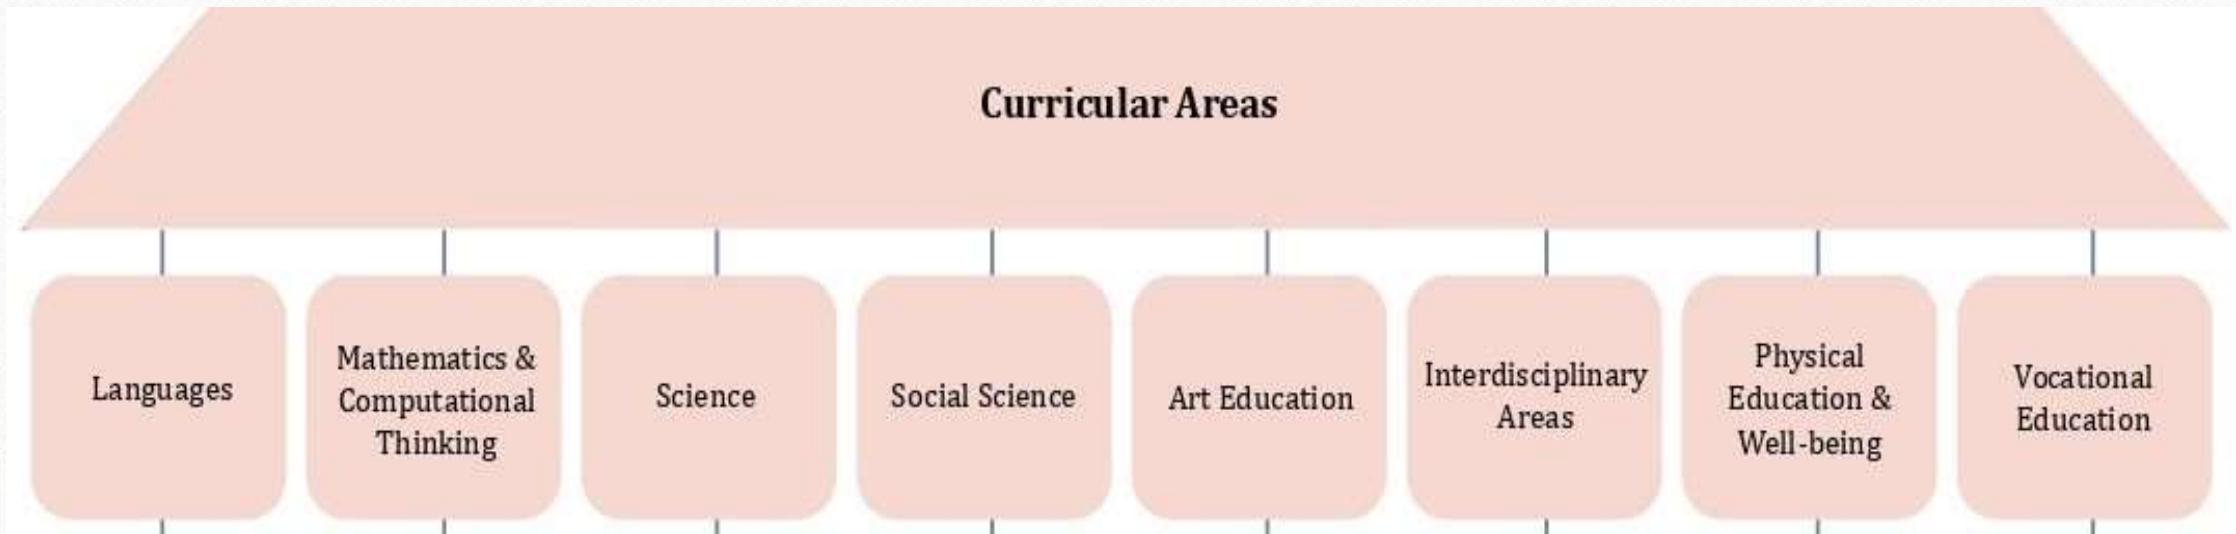 Curricular Areas
Languages
Mathematics &
Computational
Thinking
Science
Social Science
Art Education
Interdisciplinary
Areas
Physical
Education &
Well-being
Vocational
Education